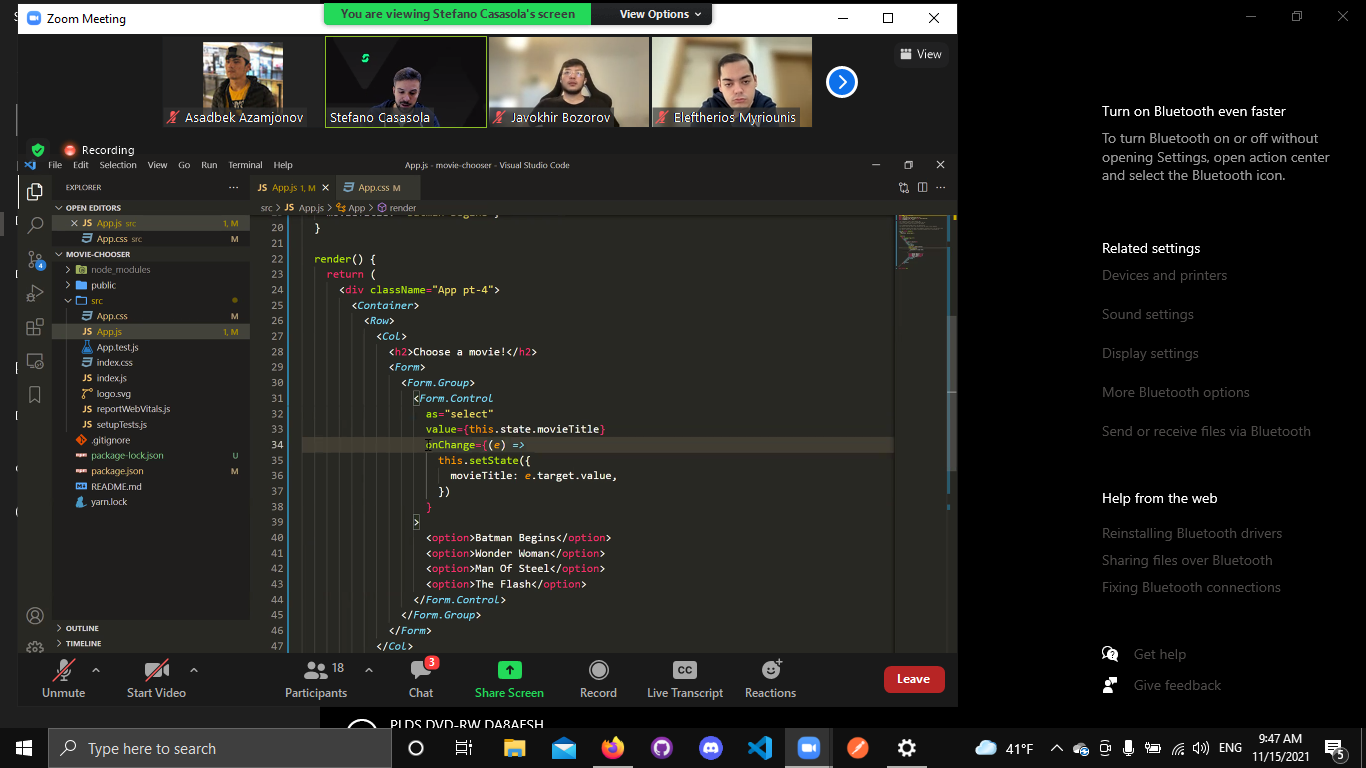 Zoom Meeting
You are viewing Stefano Casasola's screen
View Options
View
Asadbek Azamjonov
Stefano Casasola
Javokhir Bozorov
Eleftherios Myriounis
Recording
File Edit Selection View Go Run Terminal Help
App.js - movie-chooser - Visual Studio Code
EXPLORER
JS App.js 1, M
App.css M
OPEN EDITORS
JS App.js src 1, M
App.css src M
MOVIE-CHOOSER
node_modules
public
src
App.css M
JS App.js 1, M
App.test.js
index.css
JS index.js
logo.svg
JS reportWebVitals.js
JS setupTests.js
.gitignore
package-lock.json U
package.json M
README.md
yarn.lock
OUTLINE
TIMELINE
4
src > JS App.js > App > render
20 }
21
22 render() {
23 return (
24 <div className="App pt-4">
25 <Container>
26 <Row>
27 <Col>
28 <h2>Choose a movie!</h2>
29 <Form>
30 <Form.Group>
31 <Form.Control
32 as="select"
33 value={this.state.movieTitle}
34 onChange={(e) =>
35 this.setState({
36 movieTitle: e.target.value,
37 })
38 }
39 >
40 <option>Batman Begins</option>
41 <option>Wonder Woman</option>
42 <option>Man Of Steel</option>
43 <option>The Flash</option>
44 </Form.Control>
45 </Form.Group>
46 </Form>
47 </Col>
Unmute
Start Video
Participants 18
Chat 3
Share Screen
Record
CC
Live Transcript
Reactions
Leave
Turn on Bluetooth even faster
To turn Bluetooth on or off without
opening Settings, open action center
and select the Bluetooth icon.
Related settings
Devices and printers
Sound settings
Display settings
More Bluetooth options
Send or receive files via Bluetooth
Help from the web
Reinstalling Bluetooth drivers
Sharing files over Bluetooth
Fixing Bluetooth connections
Get help
Give feedback
PLDS DVD-RW DA8AESH
Type here to search
41°F
ENG
9:47 AM
11/15/2021
5